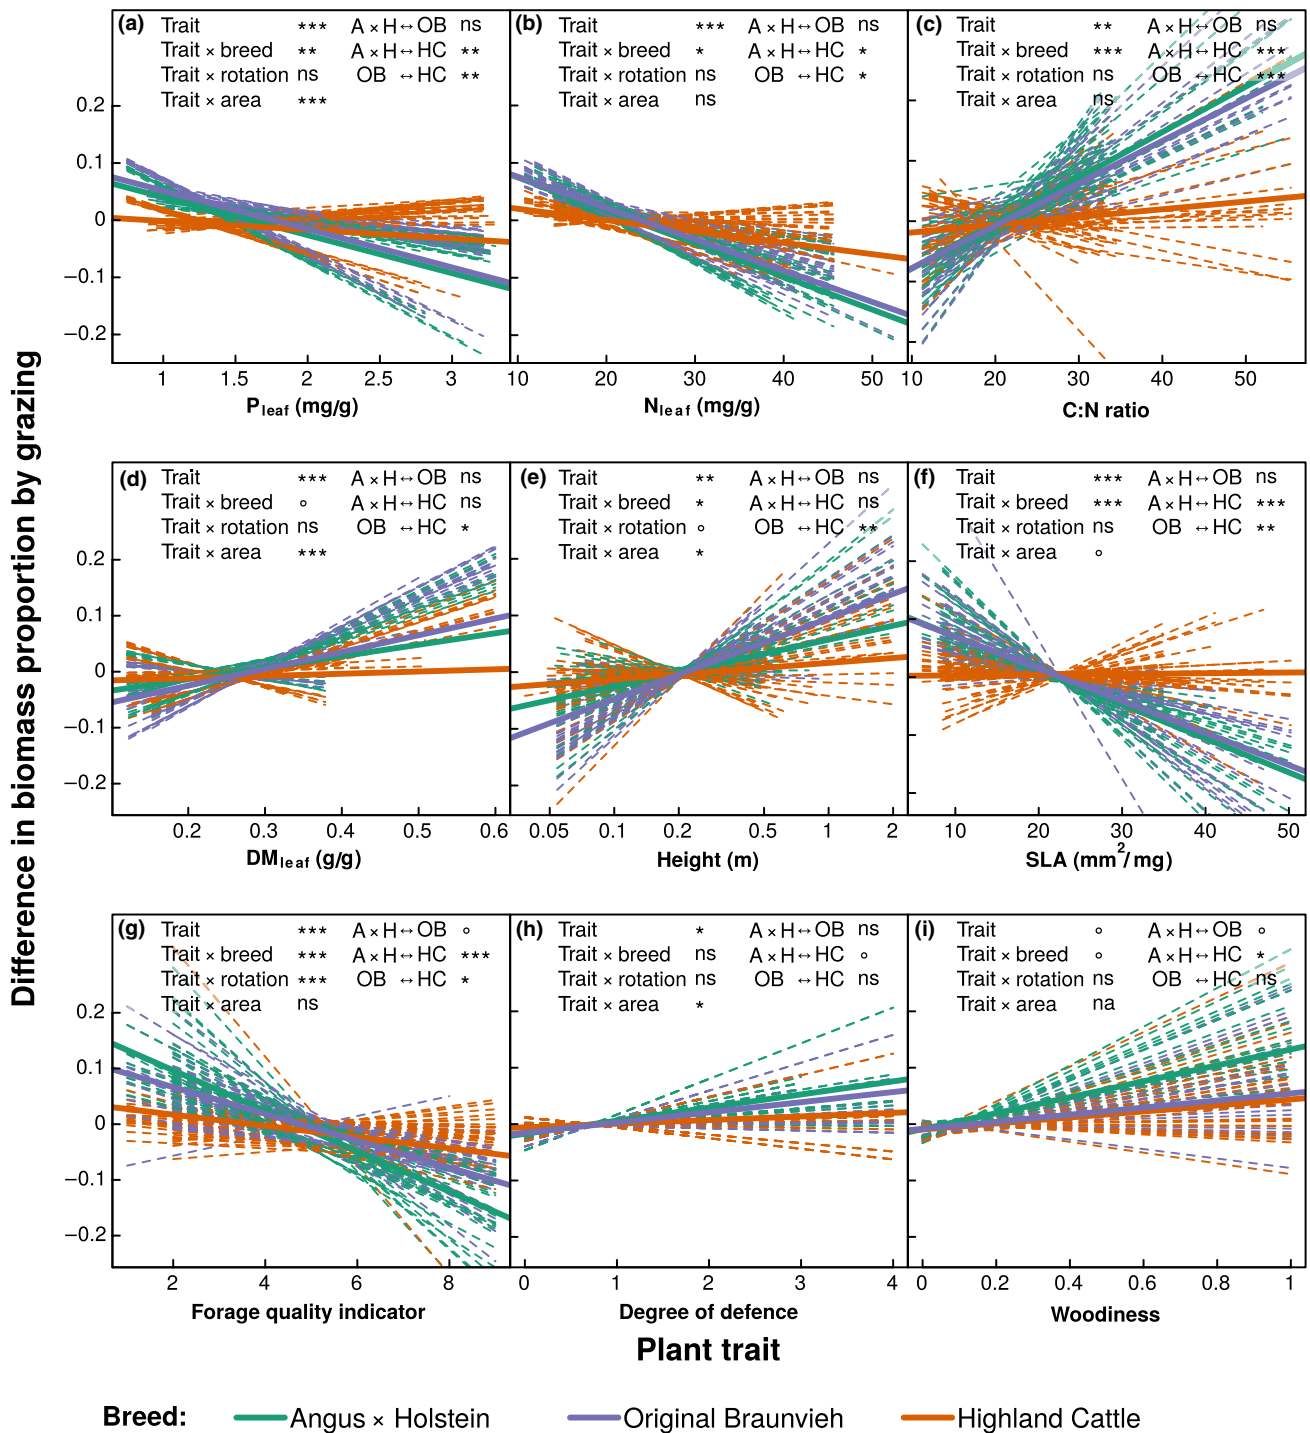 Difference in biomass proportion by grazing
(a) Trait *** A × H ↔ OB ns
Trait × breed ** A × H ↔ HC **
Trait × rotation ns OB ↔ HC **
Trait × area ***
0.2
0.1
0
−0.1
−0.2
1 1.5 2 2.5 3
P leaf (mg/g)
(b) Trait *** A × H ↔ OB ns
Trait × breed * A × H ↔ HC *
Trait × rotation ns OB ↔ HC *
Trait × area ns
10 20 30 40 50
N leaf (mg/g)
(c) Trait ** A × H ↔ OB ns
Trait × breed *** A × H ↔ HC ***
Trait × rotation ns OB ↔ HC ***
Trait × area ns
10 20 30 40 50
C:N ratio
(d) Trait *** A × H ↔ OB ns
Trait × breed ∘ A × H ↔ HC ns
Trait × rotation ns OB ↔ HC *
Trait × area ***
0.2
0.1
0
−0.1
−0.2
0.2 0.3 0.4 0.5 0.6
DM leaf (g/g)
(e) Trait ** A × H ↔ OB ns
Trait × breed * A × H ↔ HC ns
Trait × rotation ∘ OB ↔ HC **
Trait × area *
0.05 0.1 0.2 0.5 1 2
Height (m)
(f) Trait *** A × H ↔ OB ns
Trait × breed *** A × H ↔ HC ***
Trait × rotation ns OB ↔ HC **
Trait × area ∘
10 20 30 40 50
SLA (mm²/mg)
(g) Trait *** A × H ↔ OB ∘
Trait × breed *** A × H ↔ HC ***
Trait × rotation *** OB ↔ HC *
Trait × area ns
0.2
0.1
0
−0.1
−0.2
2 4 6 8
Forage quality indicator
(h) Trait * A × H ↔ OB ns
Trait × breed ns A × H ↔ HC ∘
Trait × rotation ns OB ↔ HC ns
Trait × area *
0 1 2 3 4
Degree of defence
(i) Trait ∘ A × H ↔ OB ∘
Trait × breed ∘ A × H ↔ HC *
Trait × rotation ns OB ↔ HC ns
Trait × area na
0 0.2 0.4 0.6 0.8 1
Woodiness
Plant trait
Breed: Angus × Holstein Original Braunvieh Highland Cattle